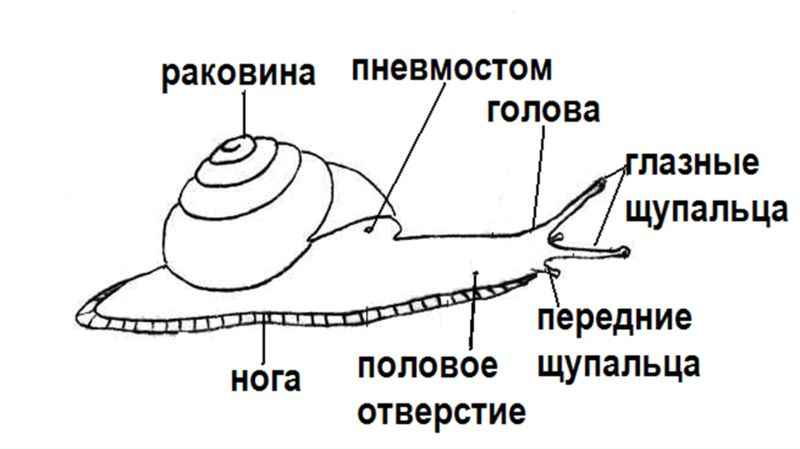 раковина
пневмостом
голова
глазные
щупальца
передние
щупальца
половое
отверстие
нога